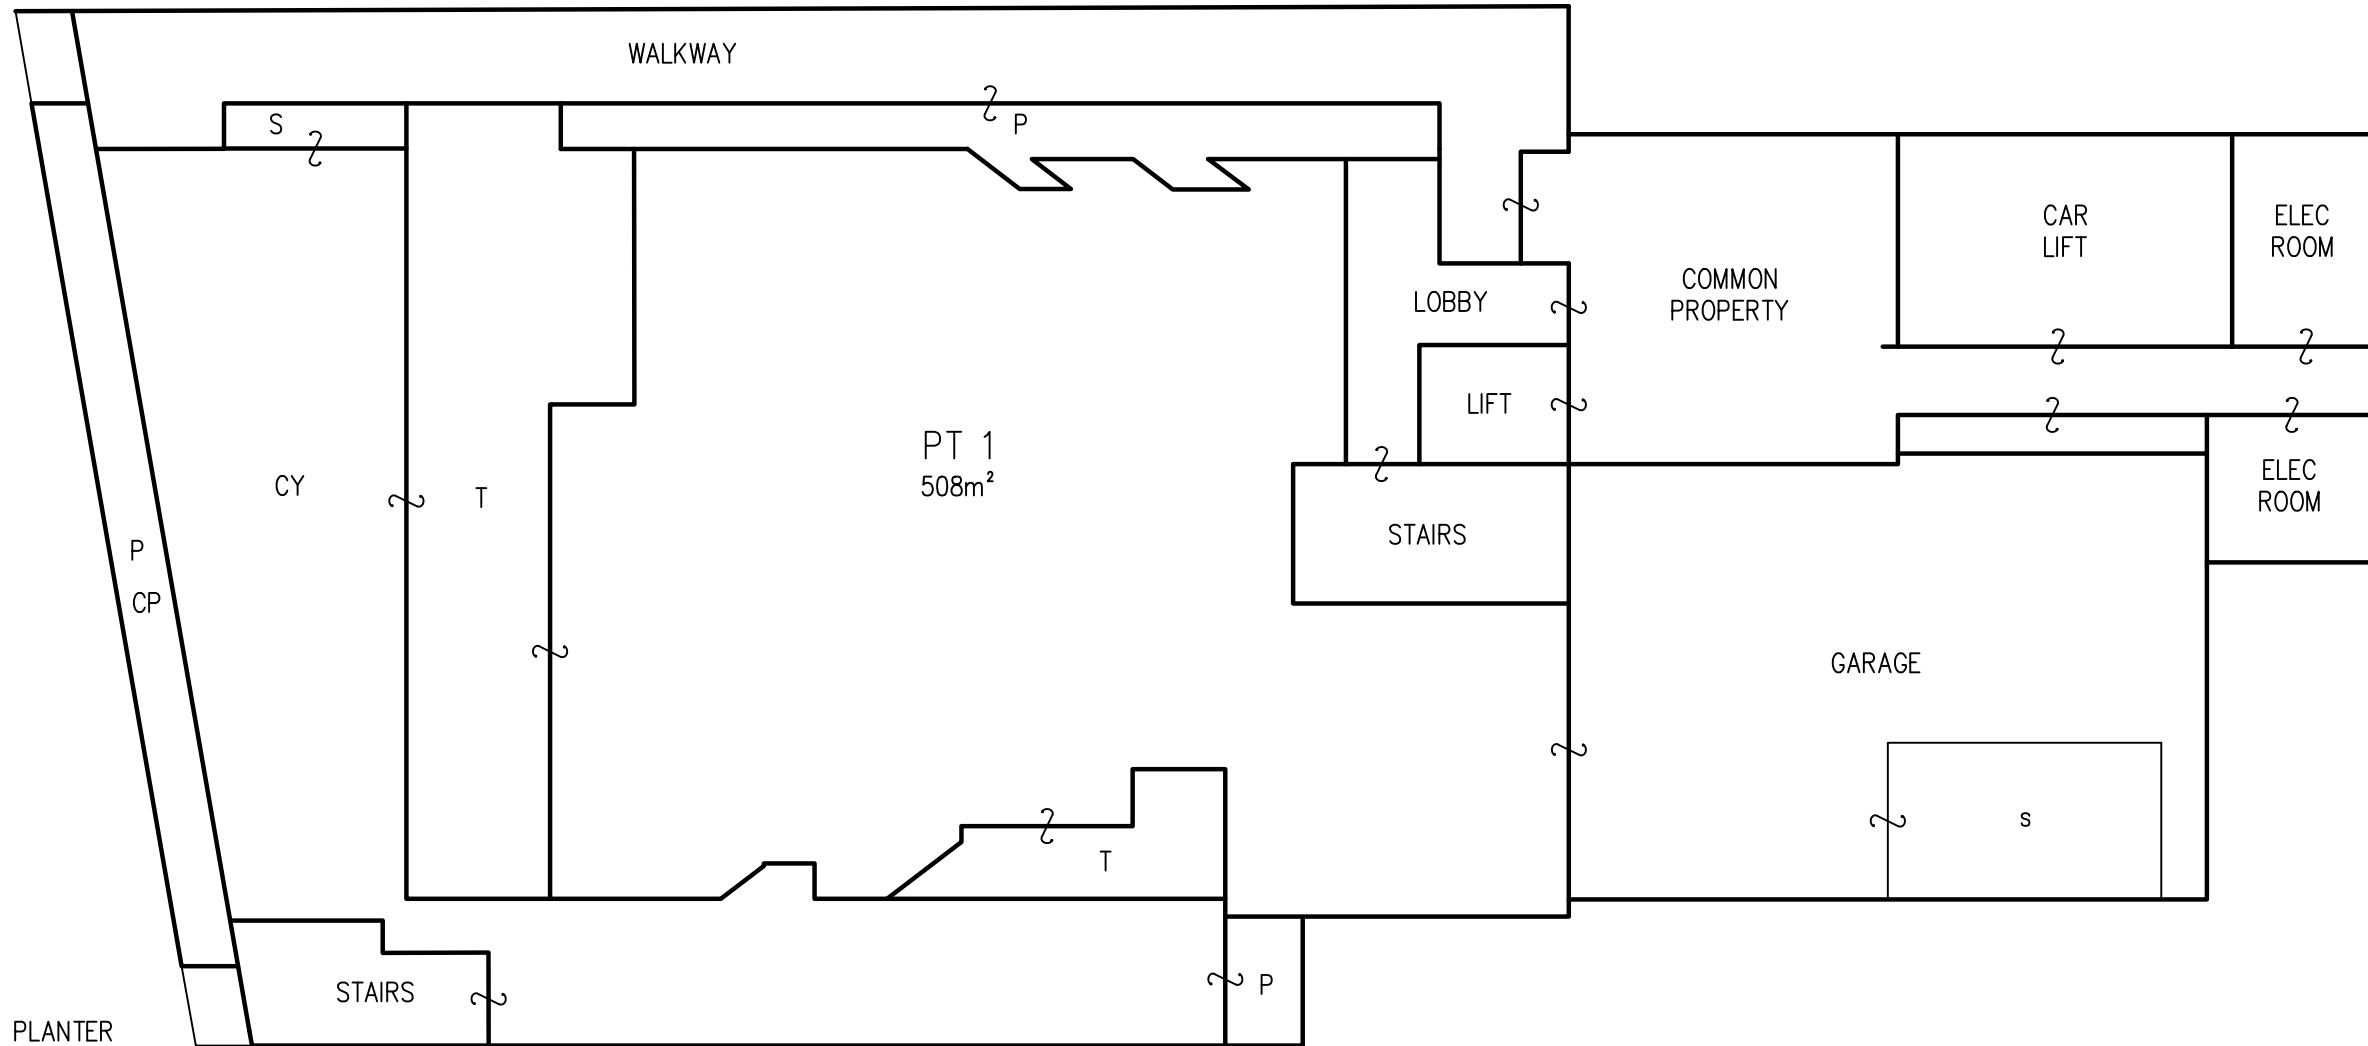 WALKWAY
S
P
CAR
LIFT
ELEC
ROOM
COMMON
PROPERTY
LOBBY
LIFT
PT 1
508m²
CY
T
ELEC
ROOM
STAIRS
P
CP
GARAGE
s
T
STAIRS
P
PLANTER